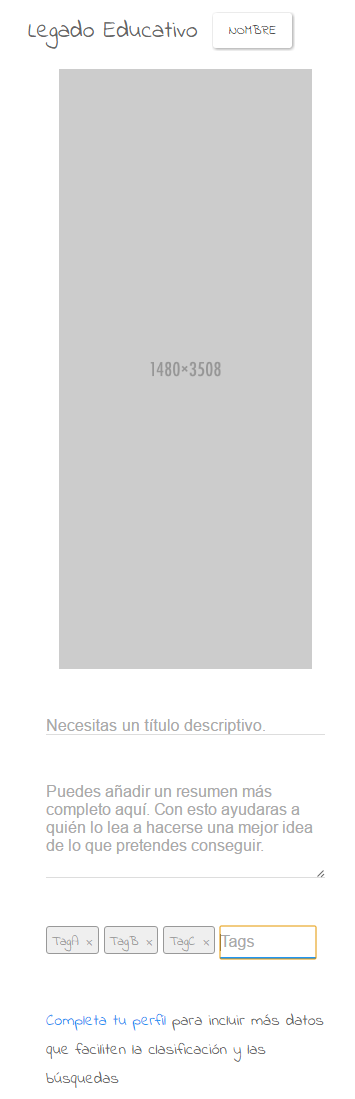 Legado Educativo NOMBRE
1480×3508
Necesitas un título descriptivo.
Puedes añadir un resumen más
completo aquí. Con esto ayudaras a
quién lo lea a hacerse una mejor idea
de lo que pretendes conseguir.
TagA × TagB × TagC × Tags
Completa tu perfil para incluir más datos
que faciliten la clasificación y las
búsquedas